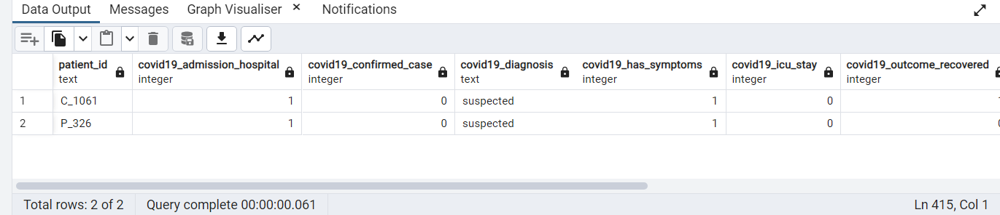 Data Output Messages Graph Visualiser × Notifications
patient_id covid19_admission_hospital covid19_confirmed_case covid19_diagnosis covid19_has_symptoms covid19_icu_stay covid19_outcome_recovered
text integer integer text integer integer integer
1 C_1061 1 0 suspected 1 0
2 P_326 1 0 suspected 1 0
Total rows: 2 of 2 Query complete 00:00:00.061 Ln 415, Col 1